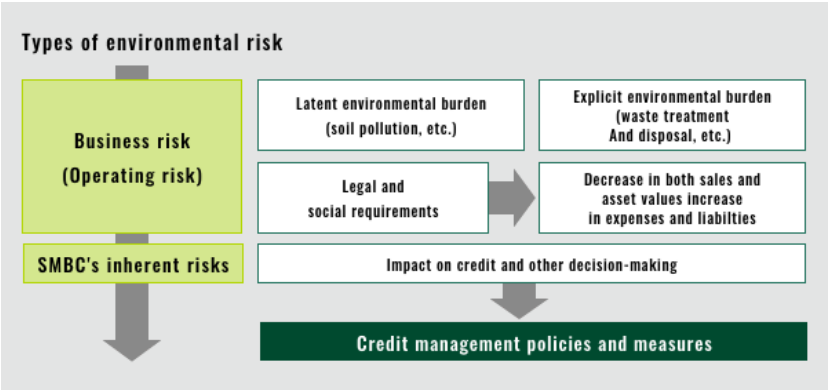 Types of environmental risk
Business risk
(Operating risk)
Latent environmental burden
(soil pollution, etc.)
Explicit environmental burden
(waste treatment
And disposal, etc.)
Legal and
social requirements
Decrease in both sales and
asset values increase
in expenses and liabilties
SMBC's inherent risks
Impact on credit and other decision-making
Credit management policies and measures